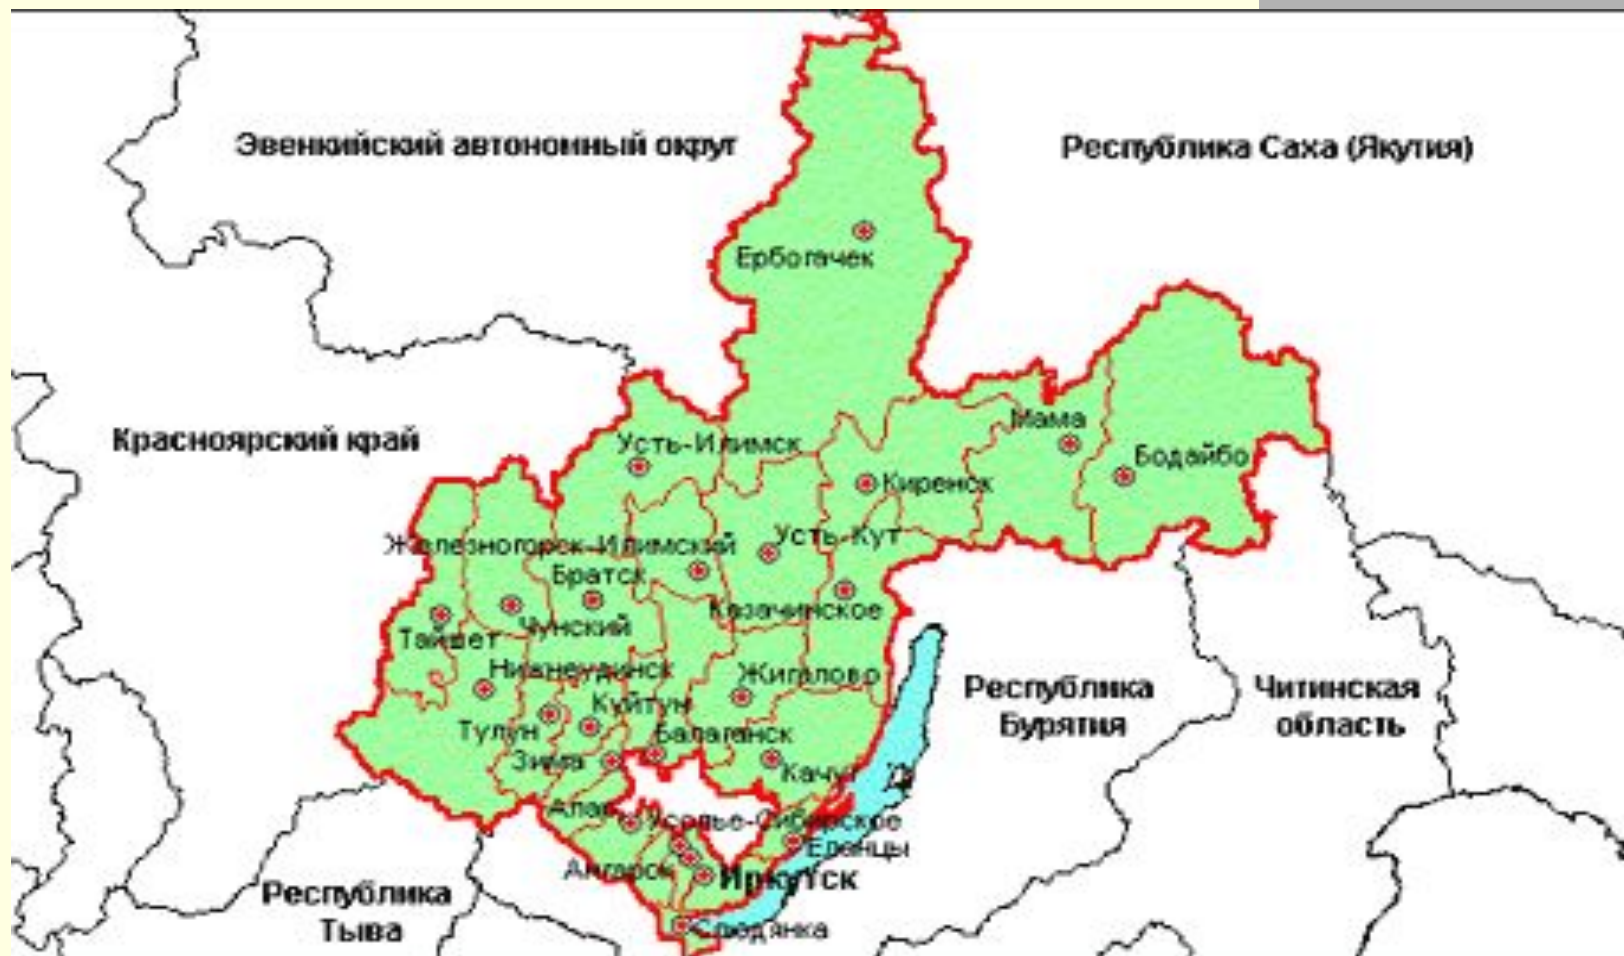 Эвенкийский автономный округ
Республика Саха (Якутия)
Ербогачек
Мама
Красноярский край
Усть-Илимск
Бодайбо
Киренск
Усть-Кут
Железногорск-Илимский
Братск
Казачинское
Чунский
Тайшет
Нижнеудинск
Жигалово
Республика
Бурятия
Читинская
область
Куйтун
Тулун
Балаганск
Зима
Качуг
Усолье-Сибирское
Еланцы
Ангарск
Иркутск
Республика
Тыва
Слюдянка